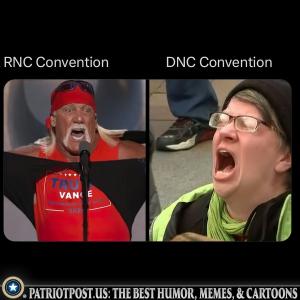 RNC Convention
DNC Convention
VANCE
PATRIOTPOST.US: THE BEST HUMOR, MEMES, & CARTOONS